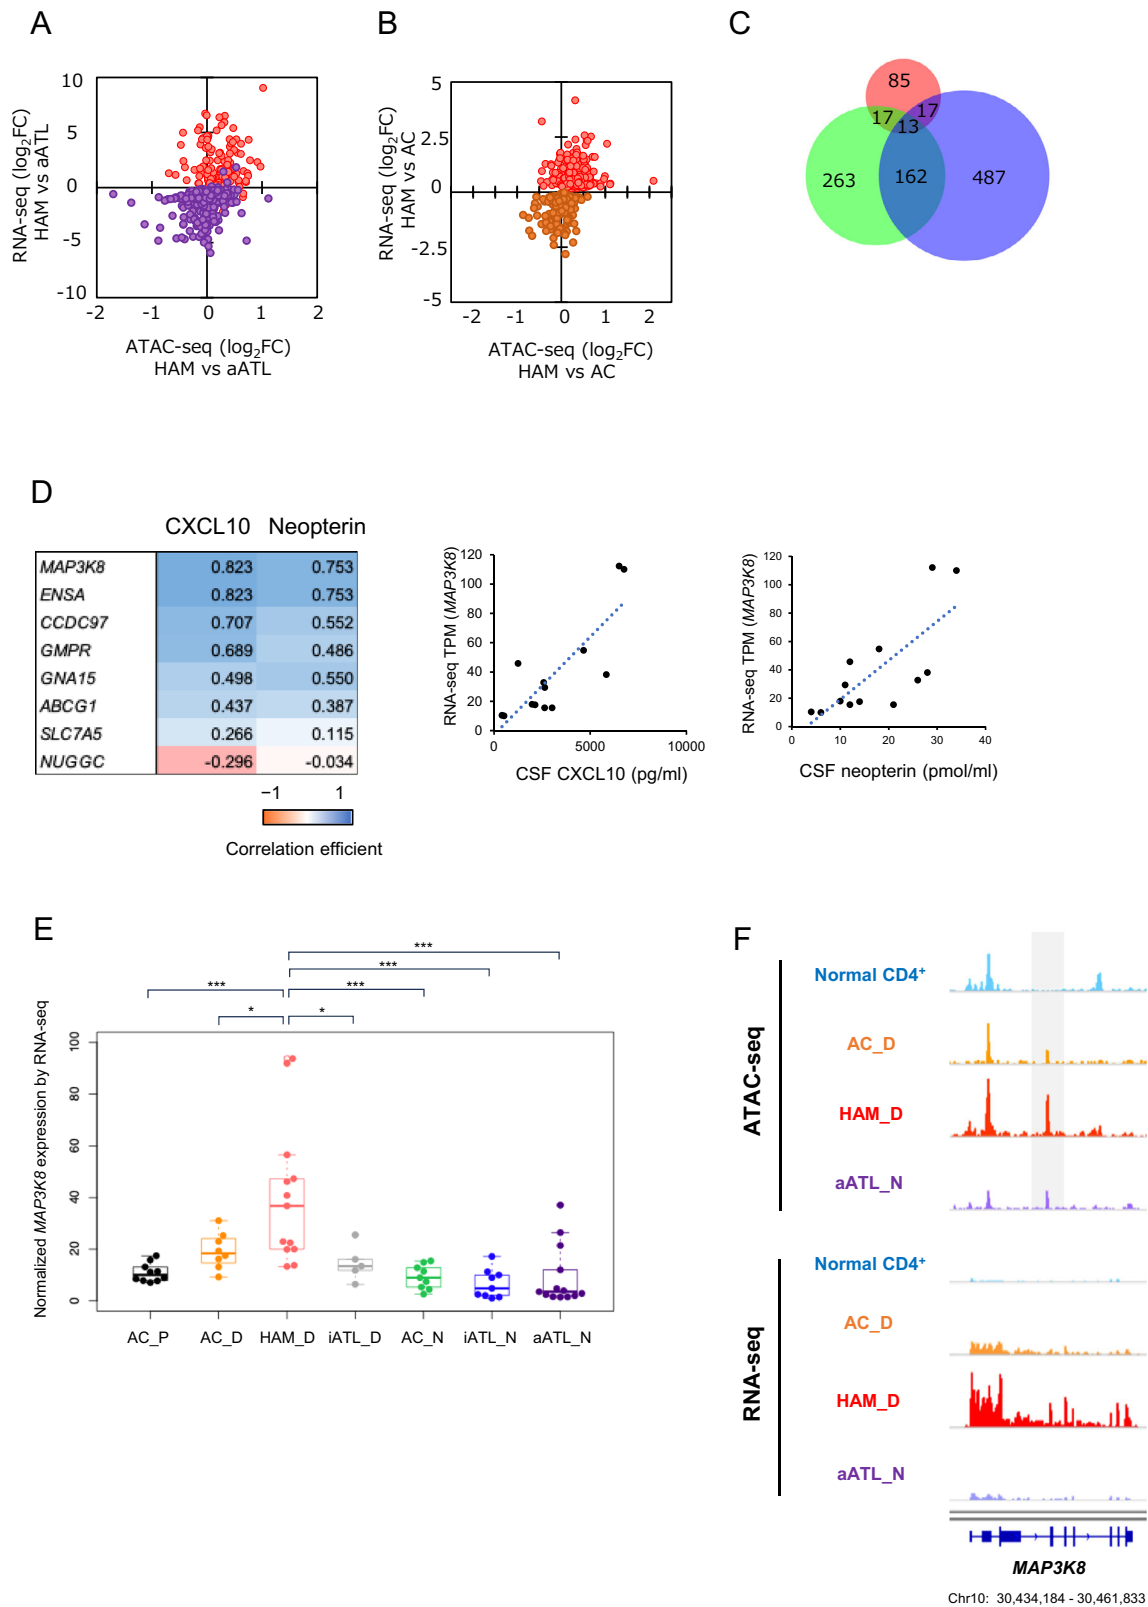 A
RNA-seq (log2FC)
HAM vs aATL
10
5
0
-5
-10
-2
-1
0
1
2
ATAC-seq (log2FC)
HAM vs aATL
B
RNA-seq (log2FC)
HAM vs AC
5
2.5
0
-2.5
-5
-2
-1
0
1
2
ATAC-seq (log2FC)
HAM vs AC
C
85
17
17
13
263
162
487
D
CXCL10 Neopterin
MAP3K8 0.823 0.753
ENSA 0.823 0.753
CCDC97 0.707 0.552
GMPR 0.689 0.486
GNA15 0.498 0.550
ABCG1 0.437 0.387
SLC7A5 0.266 0.115
NUGGC -0.296 -0.034
−1 1
Correlation efficient
RNA-seq TPM (MAP3K8)
120
100
80
60
40
20
0
0 5000 10000
CSF CXCL10 (pg/ml)
RNA-seq TPM (MAP3K8)
120
100
80
60
40
20
0
0 10 20 30 40
CSF neopterin (pmol/ml)
E
***
***
*** ***
* *
Normalized MAP3K8 expression by RNA-seq
100
80
60
40
20
0
AC_P AC_D HAM_D iATL_D AC_N iATL_N aATL_N
F
ATAC-seq
Normal CD4+
AC_D
HAM_D
aATL_N
RNA-seq
Normal CD4+
AC_D
HAM_D
aATL_N
MAP3K8
Chr10: 30,434,184 - 30,461,833